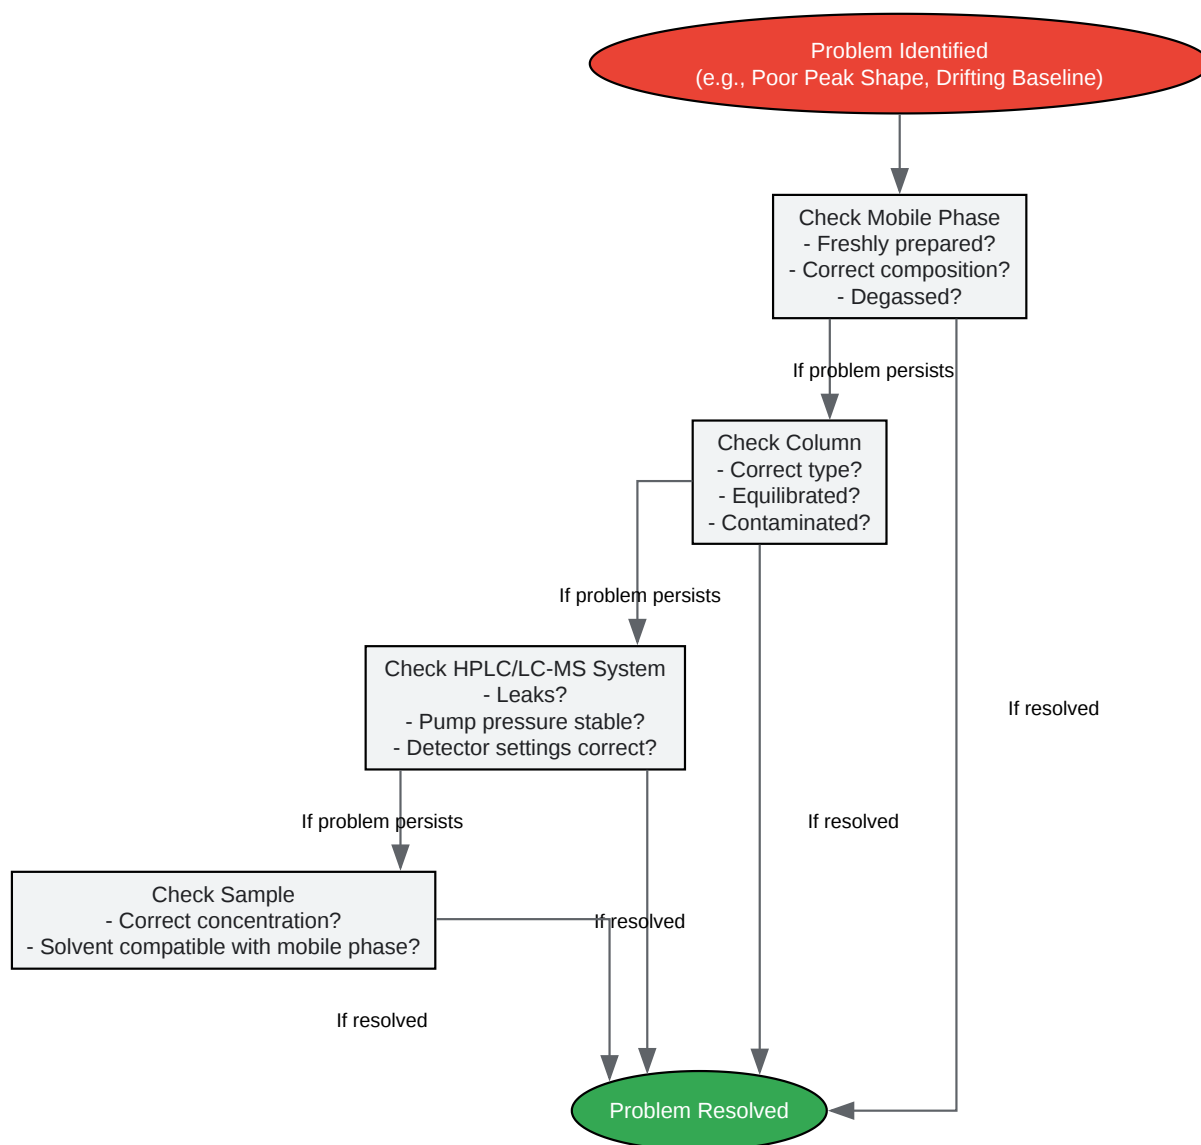 Problem Identified
(e.g., Poor Peak Shape, Drifting Baseline)
Check Mobile Phase
- Freshly prepared?
- Correct composition?
- Degassed?
If problem persists
Check Column
- Correct type?
- Equilibrated?
- Contaminated?
If problem persists
Check HPLC/LC-MS System
- Leaks?
- Pump pressure stable?
- Detector settings correct?
If resolved
If problem persists
If resolved
Check Sample
- Correct concentration?
- Solvent compatible with mobile phase?
If resolved
If resolved
Problem Resolved